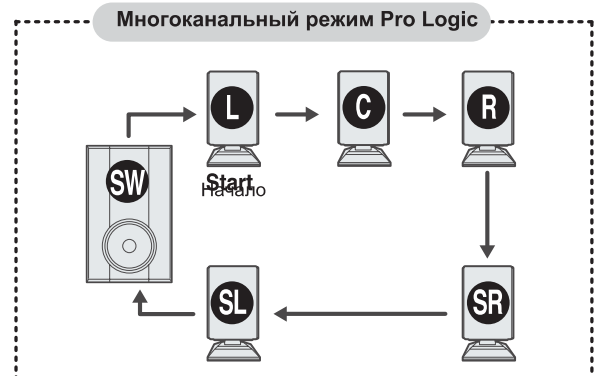 Многоканальный режим Pro Logic
L C R
SW
Start
Начало
SL SR